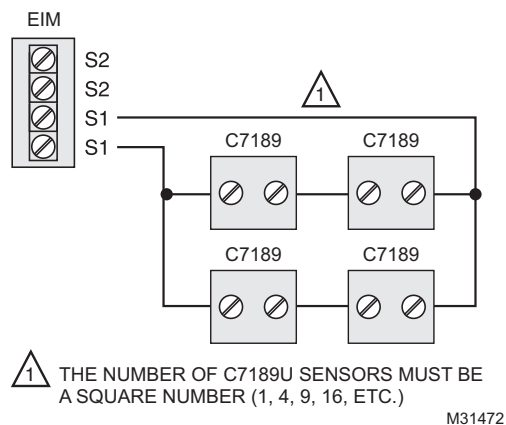 EIM
S2
S2
S1
S1
1
C7189
C7189
C7189
C7189
1 THE NUMBER OF C7189U SENSORS MUST BE
A SQUARE NUMBER (1, 4, 9, 16, ETC.)
M31472